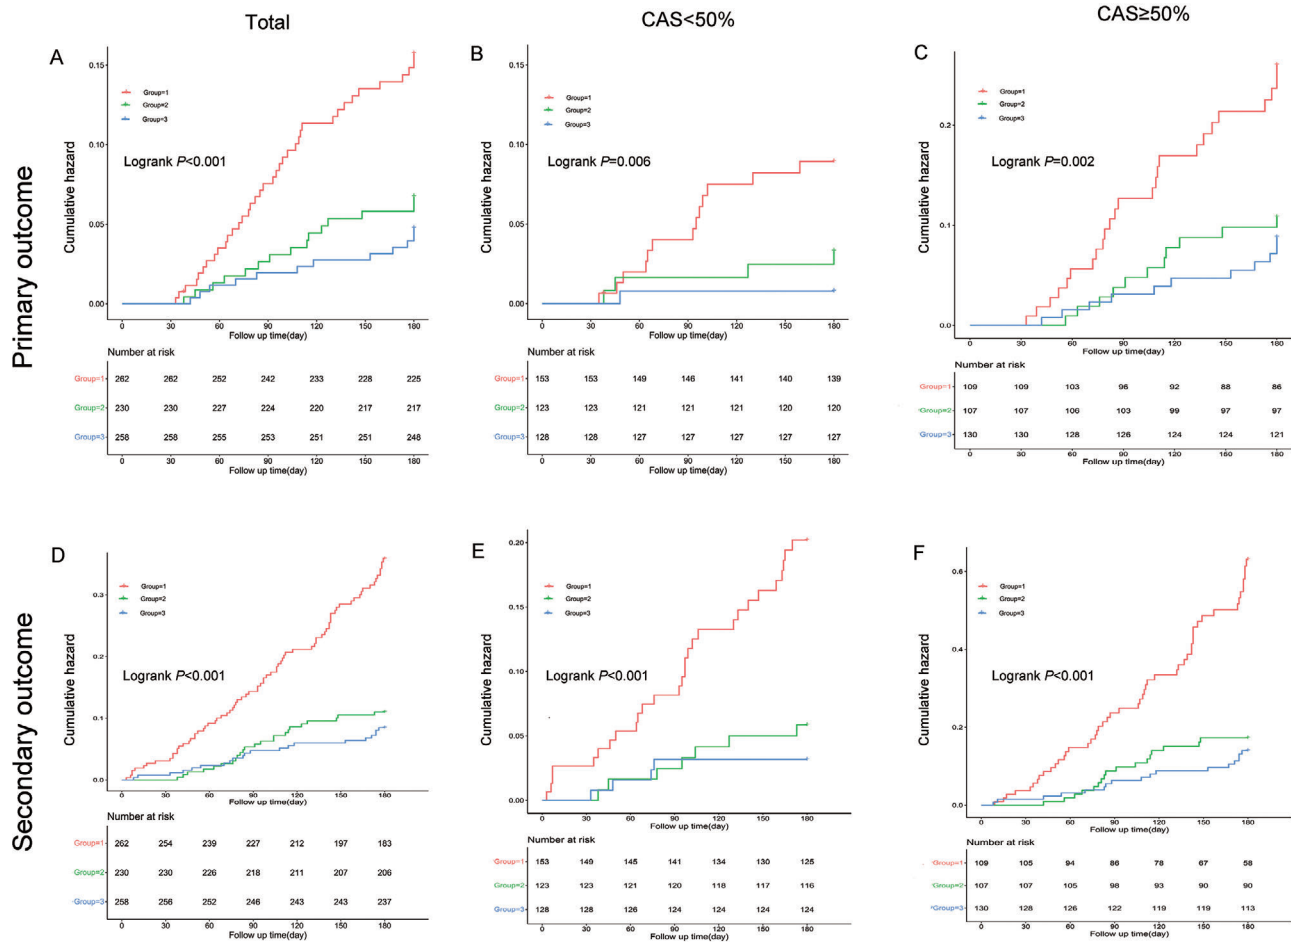 Total
CAS<50%
CAS≥50%
Primary outcome
A
Cumulative hazard
0.15
0.10
0.05
0.00
Group=1
Group=2
Group=3
Logrank P<0.001
0 30 60 90 120 150 180
Follow up time(day)
Number at risk
Group=1 262 262 252 242 233 228 225
Group=2 230 230 227 224 220 217 217
Group=3 258 258 255 253 251 251 248
0 30 60 90 120 150 180
Follow up time(day)
B
Cumulative hazard
0.15
0.10
0.05
0.00
Group=1
Group=2
Group=3
Logrank P=0.006
0 30 60 90 120 150 180
Follow up time(day)
Number at risk
Group=1 153 153 149 146 141 140 139
Group=2 123 123 121 121 121 120 120
Group=3 128 128 127 127 127 127 127
0 30 60 90 120 150 180
Follow up time(day)
C
Cumulative hazard
0.2
0.1
0.0
Group=1
Group=2
Group=3
Logrank P=0.002
0 30 60 90 120 150 180
Follow up time(day)
Number at risk
Group=1 109 109 103 96 92 88 86
Group=2 107 107 106 103 99 97 97
Group=3 130 130 128 126 124 124 121
0 30 60 90 120 150 180
Follow up time(day)
Secondary outcome
D
Cumulative hazard
0.3
0.2
0.1
0.0
Group=1
Group=2
Group=3
Logrank P<0.001
0 30 60 90 120 150 180
Follow up time(day)
Number at risk
Group=1 262 254 239 227 212 197 183
Group=2 230 230 226 218 211 207 206
Group=3 258 256 252 246 243 243 237
0 30 60 90 120 150 180
Follow up time(day)
E
Cumulative hazard
0.20
0.15
0.10
0.05
0.00
Group=1
Group=2
Group=3
Logrank P<0.001
0 30 60 90 120 150 180
Follow up time(day)
Number at risk
Group=1 153 149 145 141 134 130 125
Group=2 123 123 121 120 118 117 116
Group=3 128 128 126 124 124 124 124
0 30 60 90 120 150 180
Follow up time(day)
F
Cumulative hazard
0.6
0.4
0.2
0.0
Group=1
Group=2
Group=3
Logrank P<0.001
0 30 60 90 120 150 180
Follow up time(day)
Number at risk
Group=1 109 105 94 86 78 67 58
Group=2 107 107 105 98 93 90 90
Group=3 130 128 126 122 119 119 113
0 30 60 90 120 150 180
Follow up time(day)